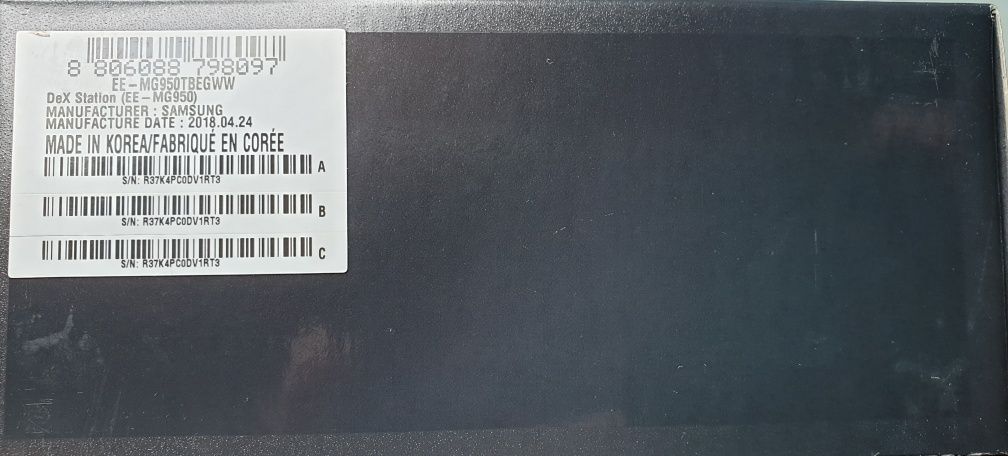 8 806088 798097
EE-MG950TBEGWW
DeX Station (EE-MG950)
MANUFACTURER : SAMSUNG
MANUFACTURE DATE : 2018.04.24
MADE IN KOREA/FABRIQUÉ EN CORÉE
A
S/N: R37K4PC0DV1RT3
B
S/N: R37K4PC0DV1RT3
C
S/N: R37K4PC0DV1RT3